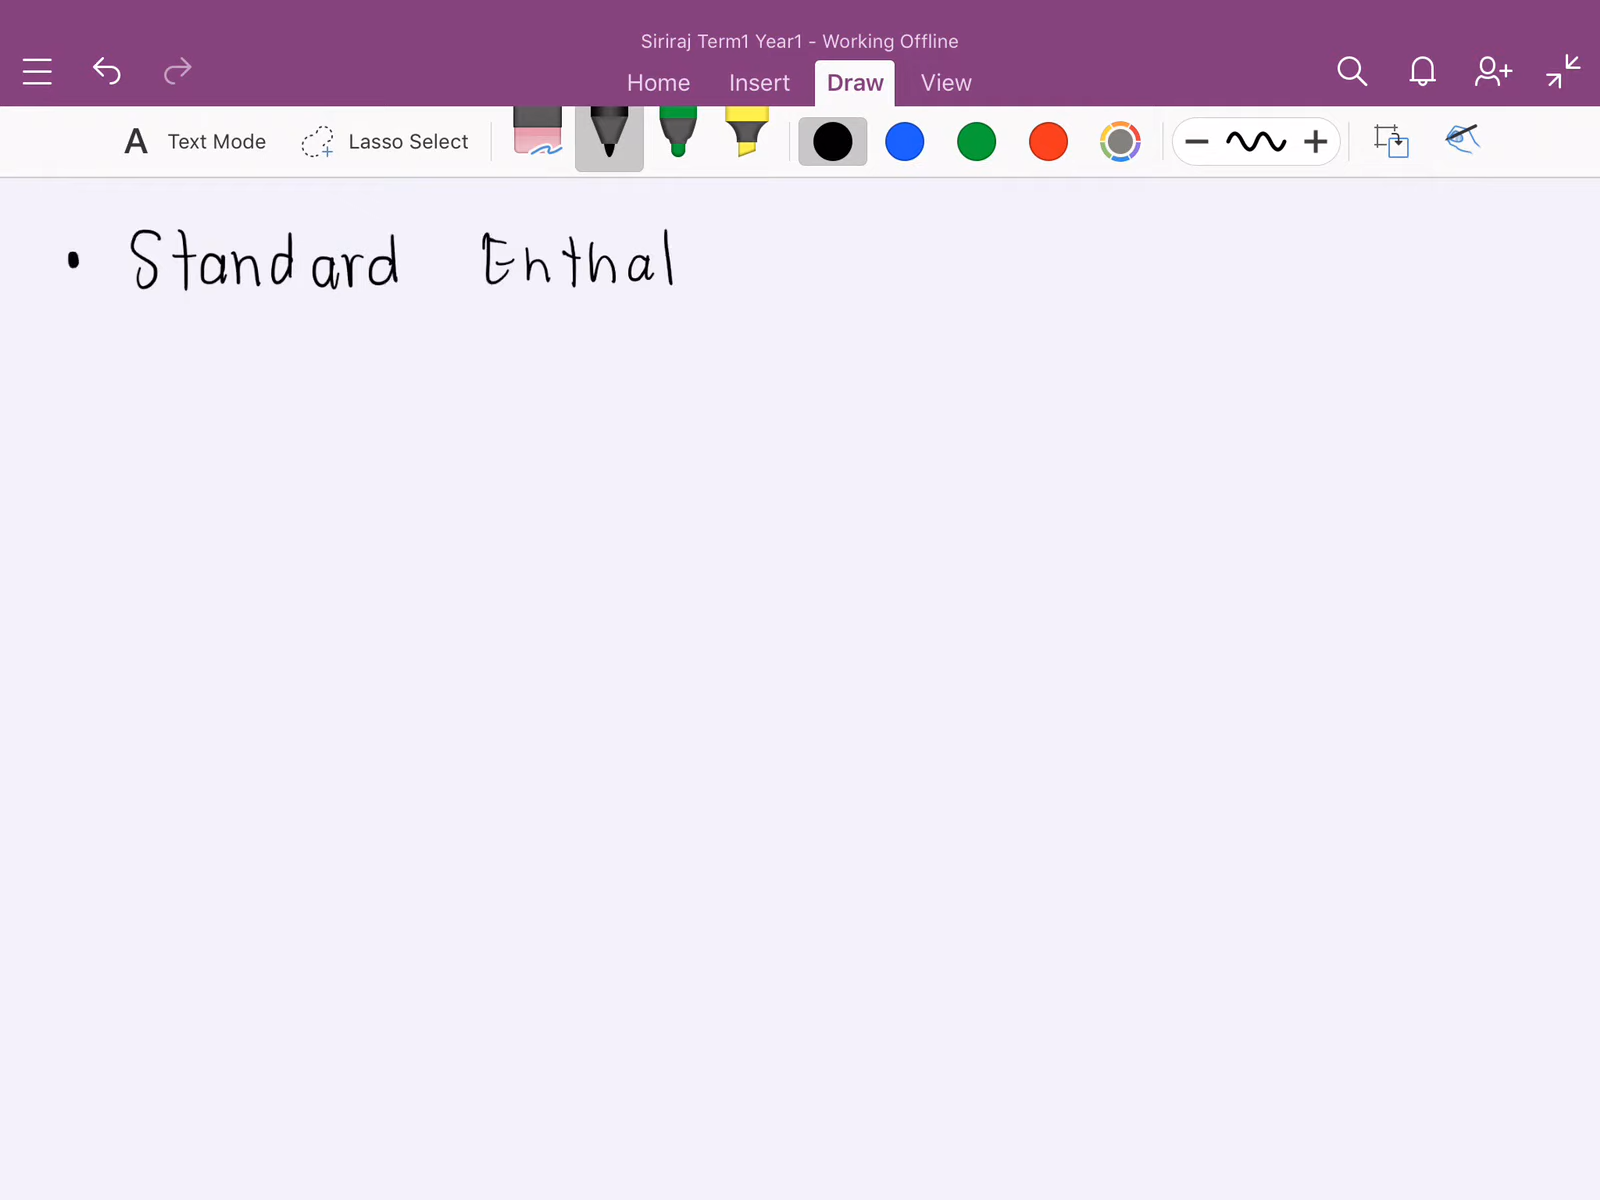 Siriraj Term1 Year1 - Working Offline
Home Insert Draw View
A Text Mode Lasso Select
• Standard Enthal